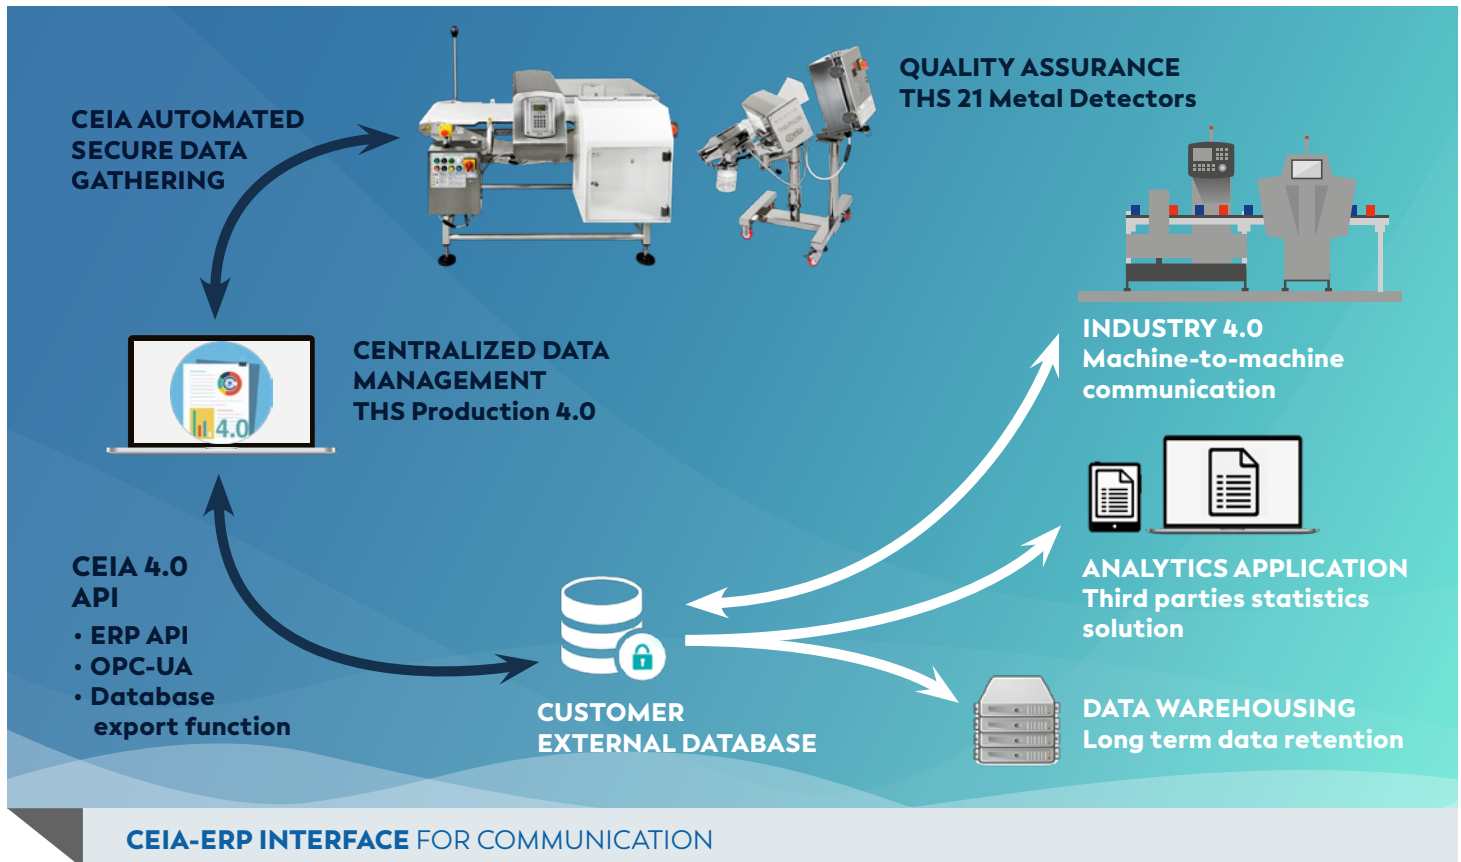 QUALITY ASSURANCE
THS 21 Metal Detectors
CEIA AUTOMATED
SECURE DATA
GATHERING
INDUSTRY 4.0
Machine-to-machine
communication
CENTRALIZED DATA
MANAGEMENT
THS Production 4.0
4.0
CEIA 4.0
API
• ERP API
• OPC-UA
• Database
export function
ANALYTICS APPLICATION
Third parties statistics
solution
CUSTOMER
EXTERNAL DATABASE
DATA WAREHOUSING
Long term data retention
CEIA-ERP INTERFACE FOR COMMUNICATION